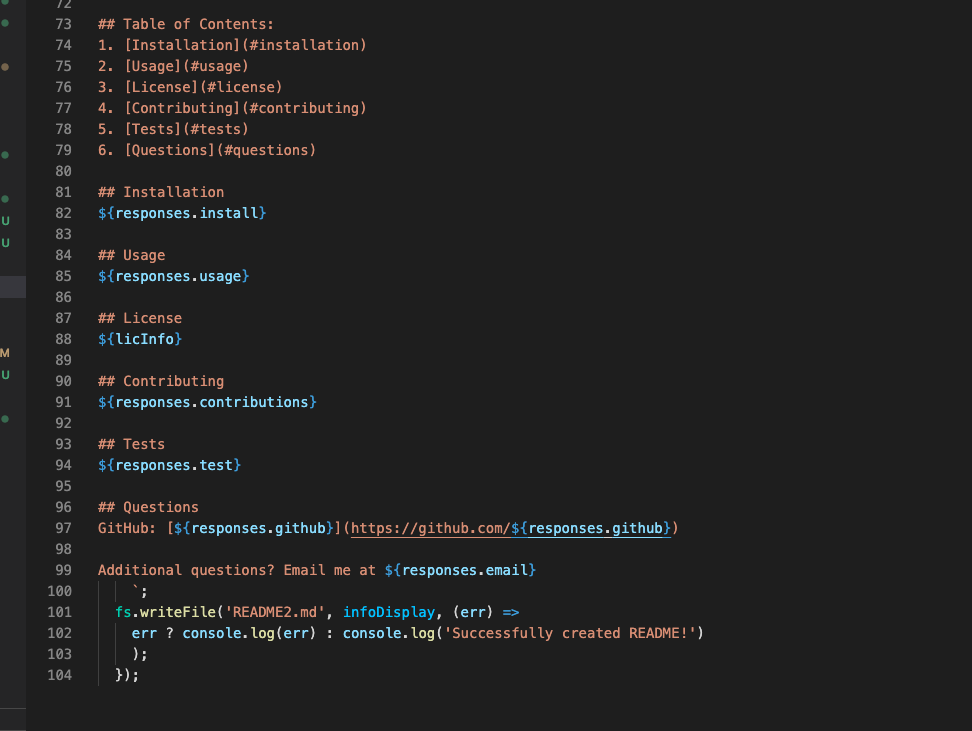 72
73 ## Table of Contents:
74 1. [Installation](#installation)
75 2. [Usage](#usage)
76 3. [License](#license)
77 4. [Contributing](#contributing)
78 5. [Tests](#tests)
79 6. [Questions](#questions)
80
81 ## Installation
U 82 ${responses.install}
U 83
84 ## Usage
85 ${responses.usage}
86
87 ## License
88 ${licInfo}
M 89
U 90 ## Contributing
91 ${responses.contributions}
92
93 ## Tests
94 ${responses.test}
95
96 ## Questions
97 GitHub: [${responses.github}](https://github.com/${responses.github})
98
99 Additional questions? Email me at ${responses.email}
100 `;
101 fs.writeFile('README2.md', infoDisplay, (err) =>
102 err ? console.log(err) : console.log('Successfully created README!')
103 );
104 });